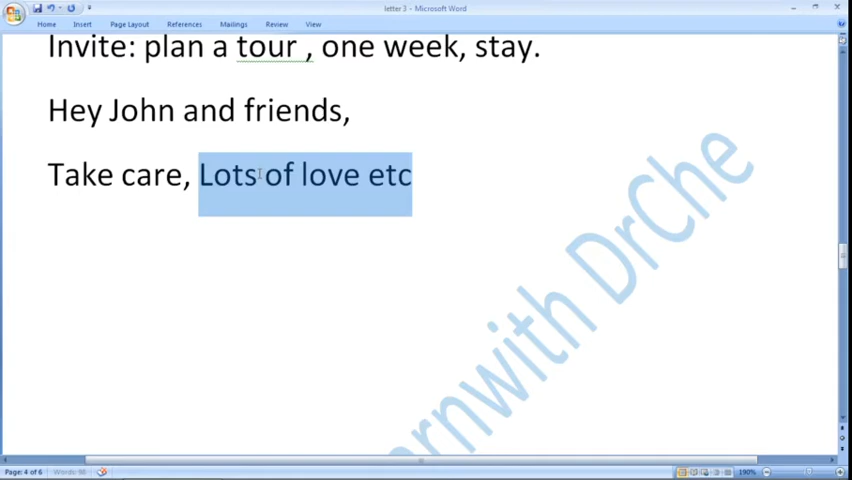 letter 3 - Microsoft Word
Home Insert Page Layout References Mailings Review View
Invite: plan a tour , one week, stay.
Hey John and friends,
Take care, Lots of love etc
rnwith DrChe
Page: 4 of 6 Words: 98 190%